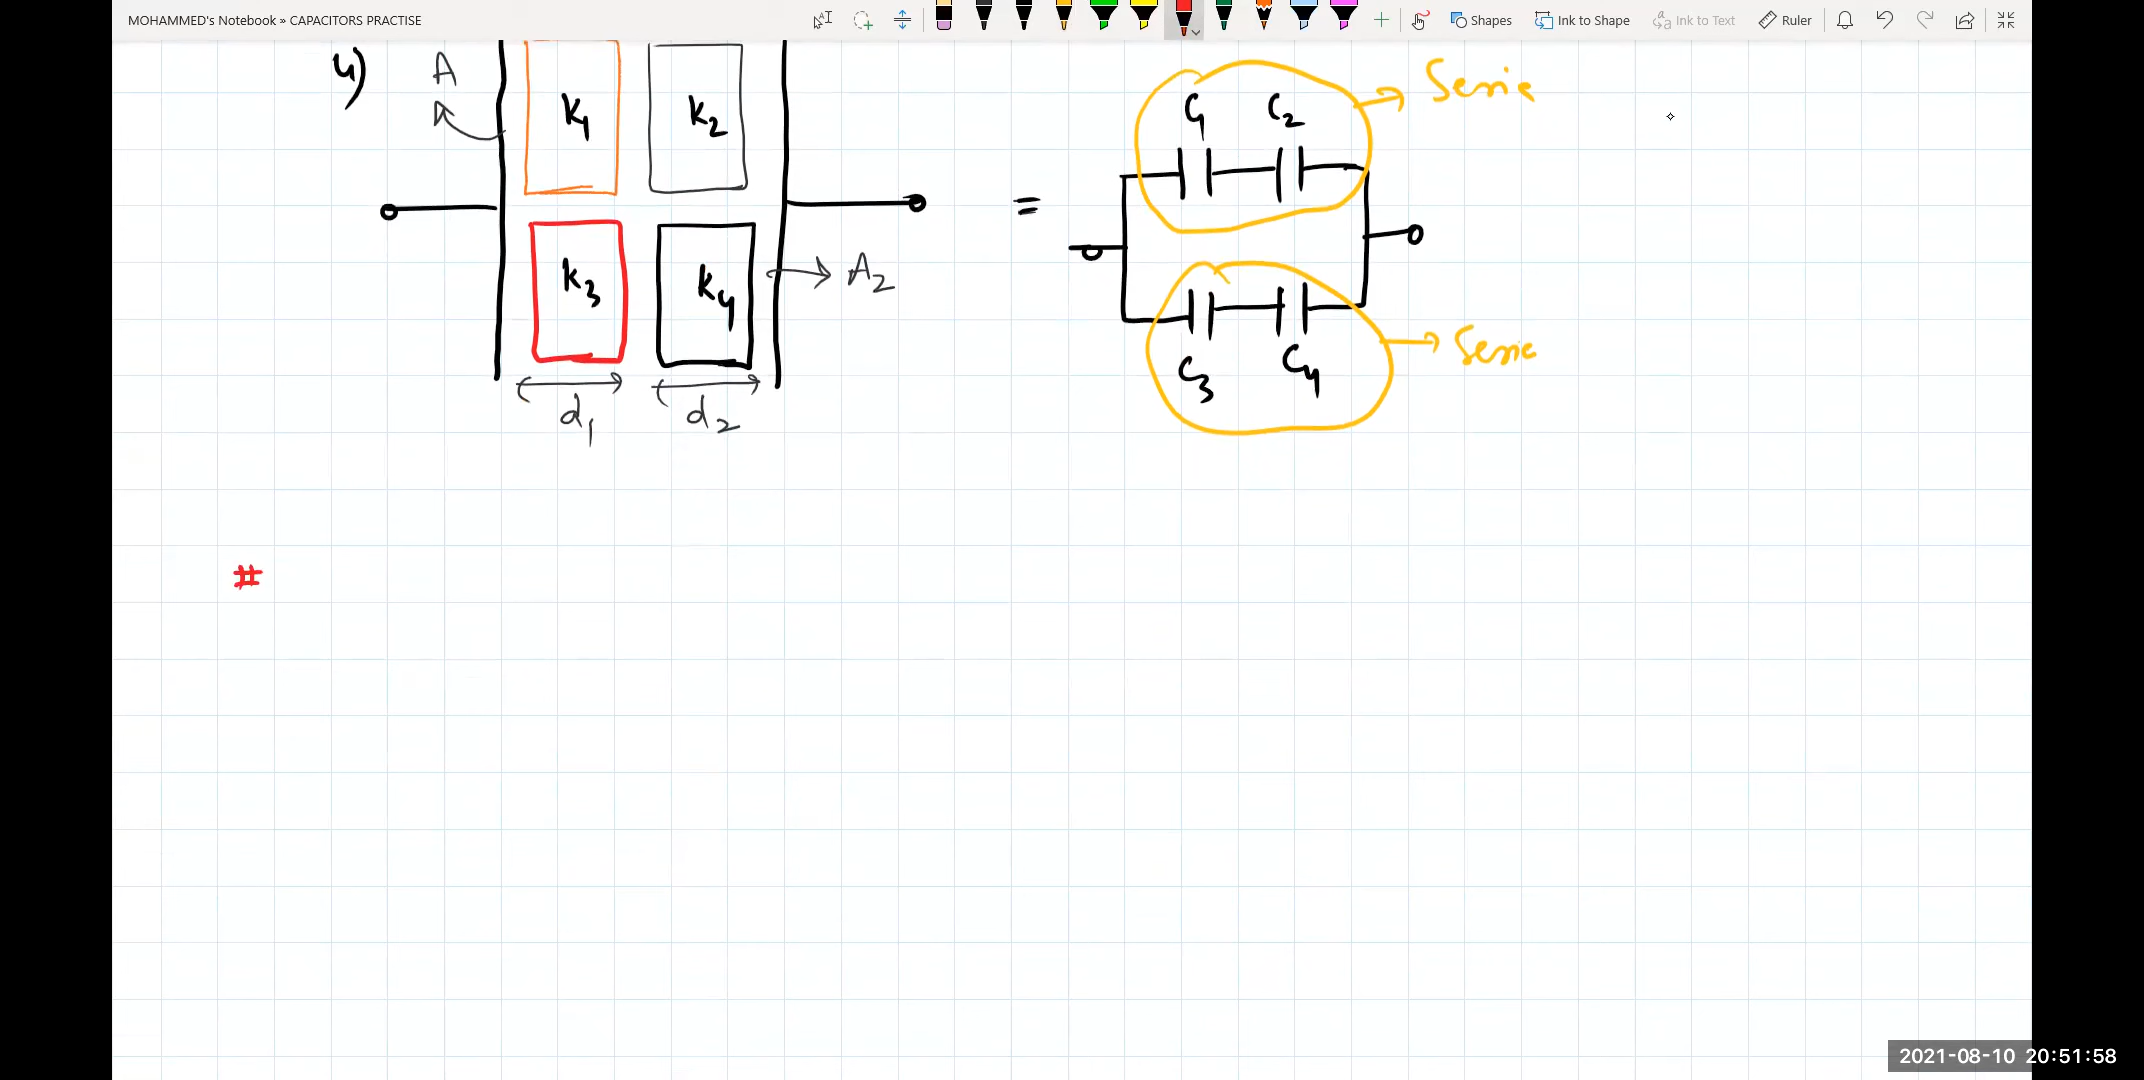 MOHAMMED's Notebook » CAPACITORS PRACTISE
Shapes
Ink to Shape
Ink to Text
Ruler
4)
A
K1
K2
C1
C2
Serie
=
K3
K4
A2
C3
C4
Serie
d1
d2
#
2021-08-10 20:51:58